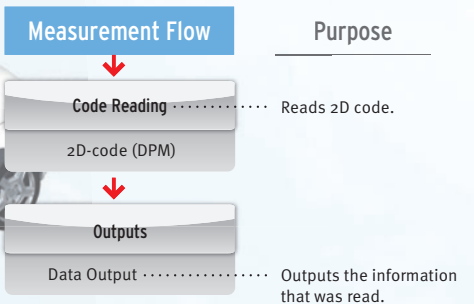 Measurement Flow
Purpose
Code Reading
Reads 2D code.
2D-code (DPM)
Outputs
Data Output
Outputs the information
that was read.